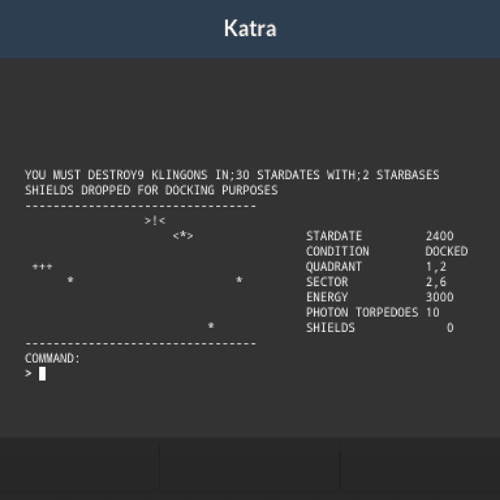 Katra
YOU MUST DESTROY9 KLINGONS IN;30 STARDATES WITH;2 STARBASES
SHIELDS DROPPED FOR DOCKING PURPOSES
---------------------------------
>!<
<*> STARDATE 2400
CONDITION DOCKED
+++ QUADRANT 1,2
* * SECTOR 2,6
ENERGY 3000
PHOTON TORPEDOES 10
* SHIELDS 0
---------------------------------
COMMAND:
>